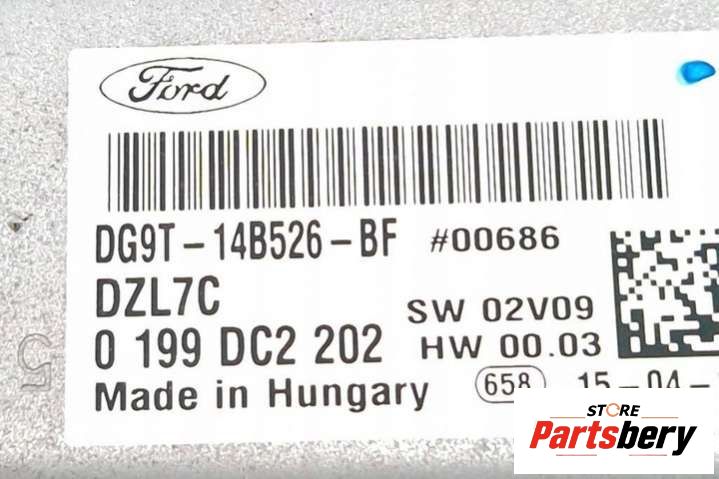 Ford
DG9T-14B526-BF #00686
DZL7C
SW 02V09
0 199 DC2 202
HW 00.03
Made in Hungary
658 15-04-
STORE
Partsbery
5